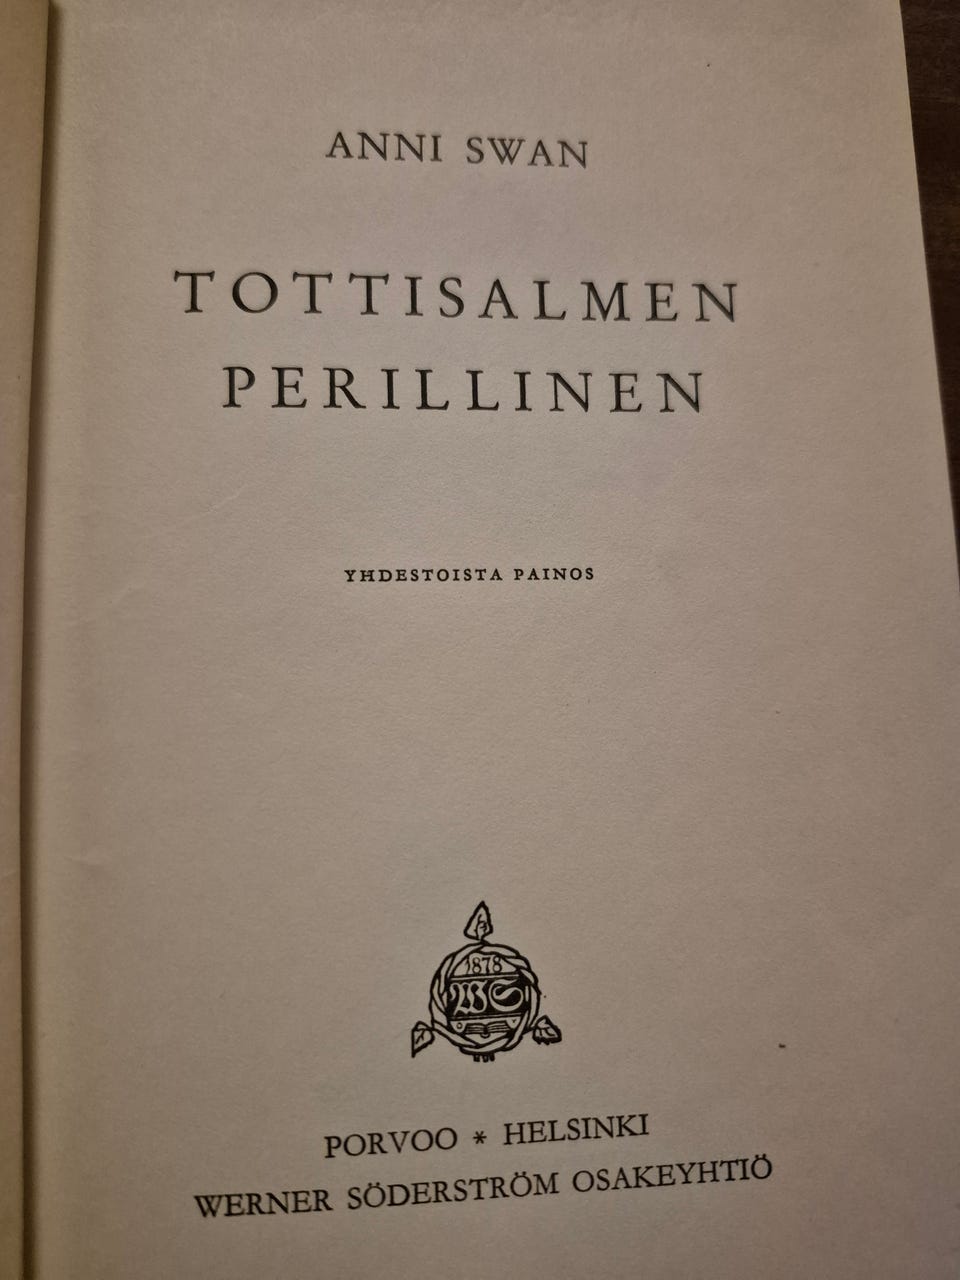 ANNI SWAN
TOTTISALMEN
PERILLINEN
YHDESTOISTA PAINOS
1878
WS
PORVOO * HELSINKI
WERNER SÖDERSTRÖM OSAKEYHTIÖ